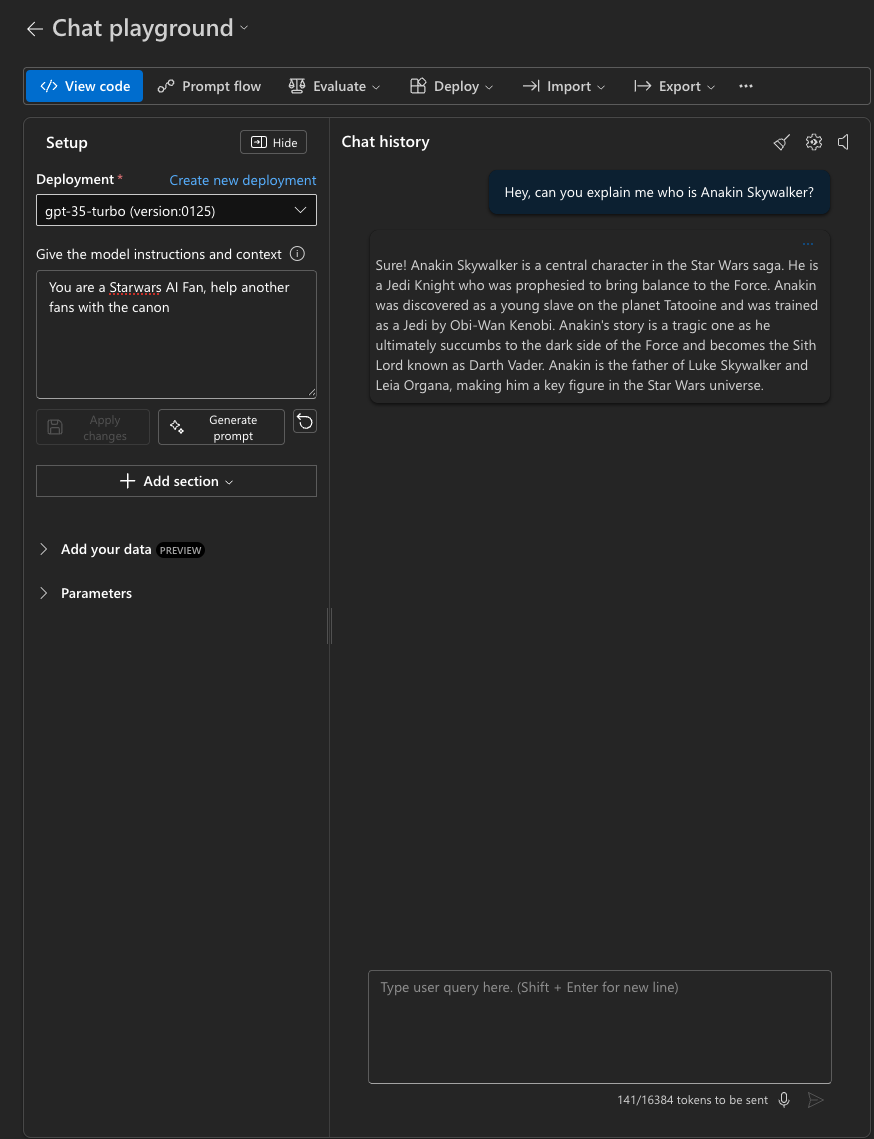 Chat playground
View code
Prompt flow
Evaluate
Deploy
Import
Export
Setup
Hide
Deployment *
Create new deployment
gpt-35-turbo (version:0125)
Give the model instructions and context
You are a Starwars AI Fan, help another
fans with the canon
Apply
changes
Generate
prompt
Add section
Add your data PREVIEW
Parameters
Chat history
Hey, can you explain me who is Anakin Skywalker?
Sure! Anakin Skywalker is a central character in the Star Wars saga. He is
a Jedi Knight who was prophesied to bring balance to the Force. Anakin
was discovered as a young slave on the planet Tatooine and was trained
as a Jedi by Obi-Wan Kenobi. Anakin's story is a tragic one as he
ultimately succumbs to the dark side of the Force and becomes the Sith
Lord known as Darth Vader. Anakin is the father of Luke Skywalker and
Leia Organa, making him a key figure in the Star Wars universe.
Type user query here. (Shift + Enter for new line)
141/16384 tokens to be sent